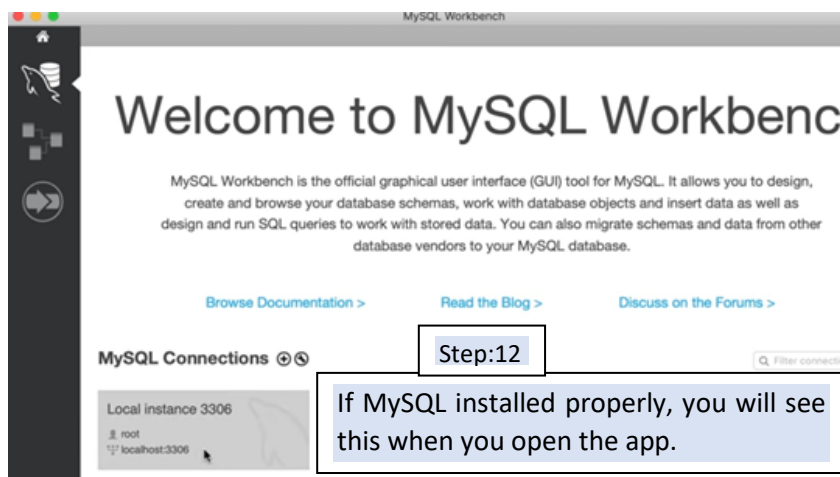 MySQL Workbench
Welcome to MySQL Workbenc
MySQL Workbench is the official graphical user interface (GUI) tool for MySQL. It allows you to design,
create and browse your database schemas, work with database objects and insert data as well as
design and run SQL queries to work with stored data. You can also migrate schemas and data from other
database vendors to your MySQL database.
Browse Documentation > Read the Blog > Discuss on the Forums >
Step:12
MySQL Connections
Filter connecti
Local instance 3306
root
localhost:3306
If MySQL installed properly, you will see
this when you open the app.